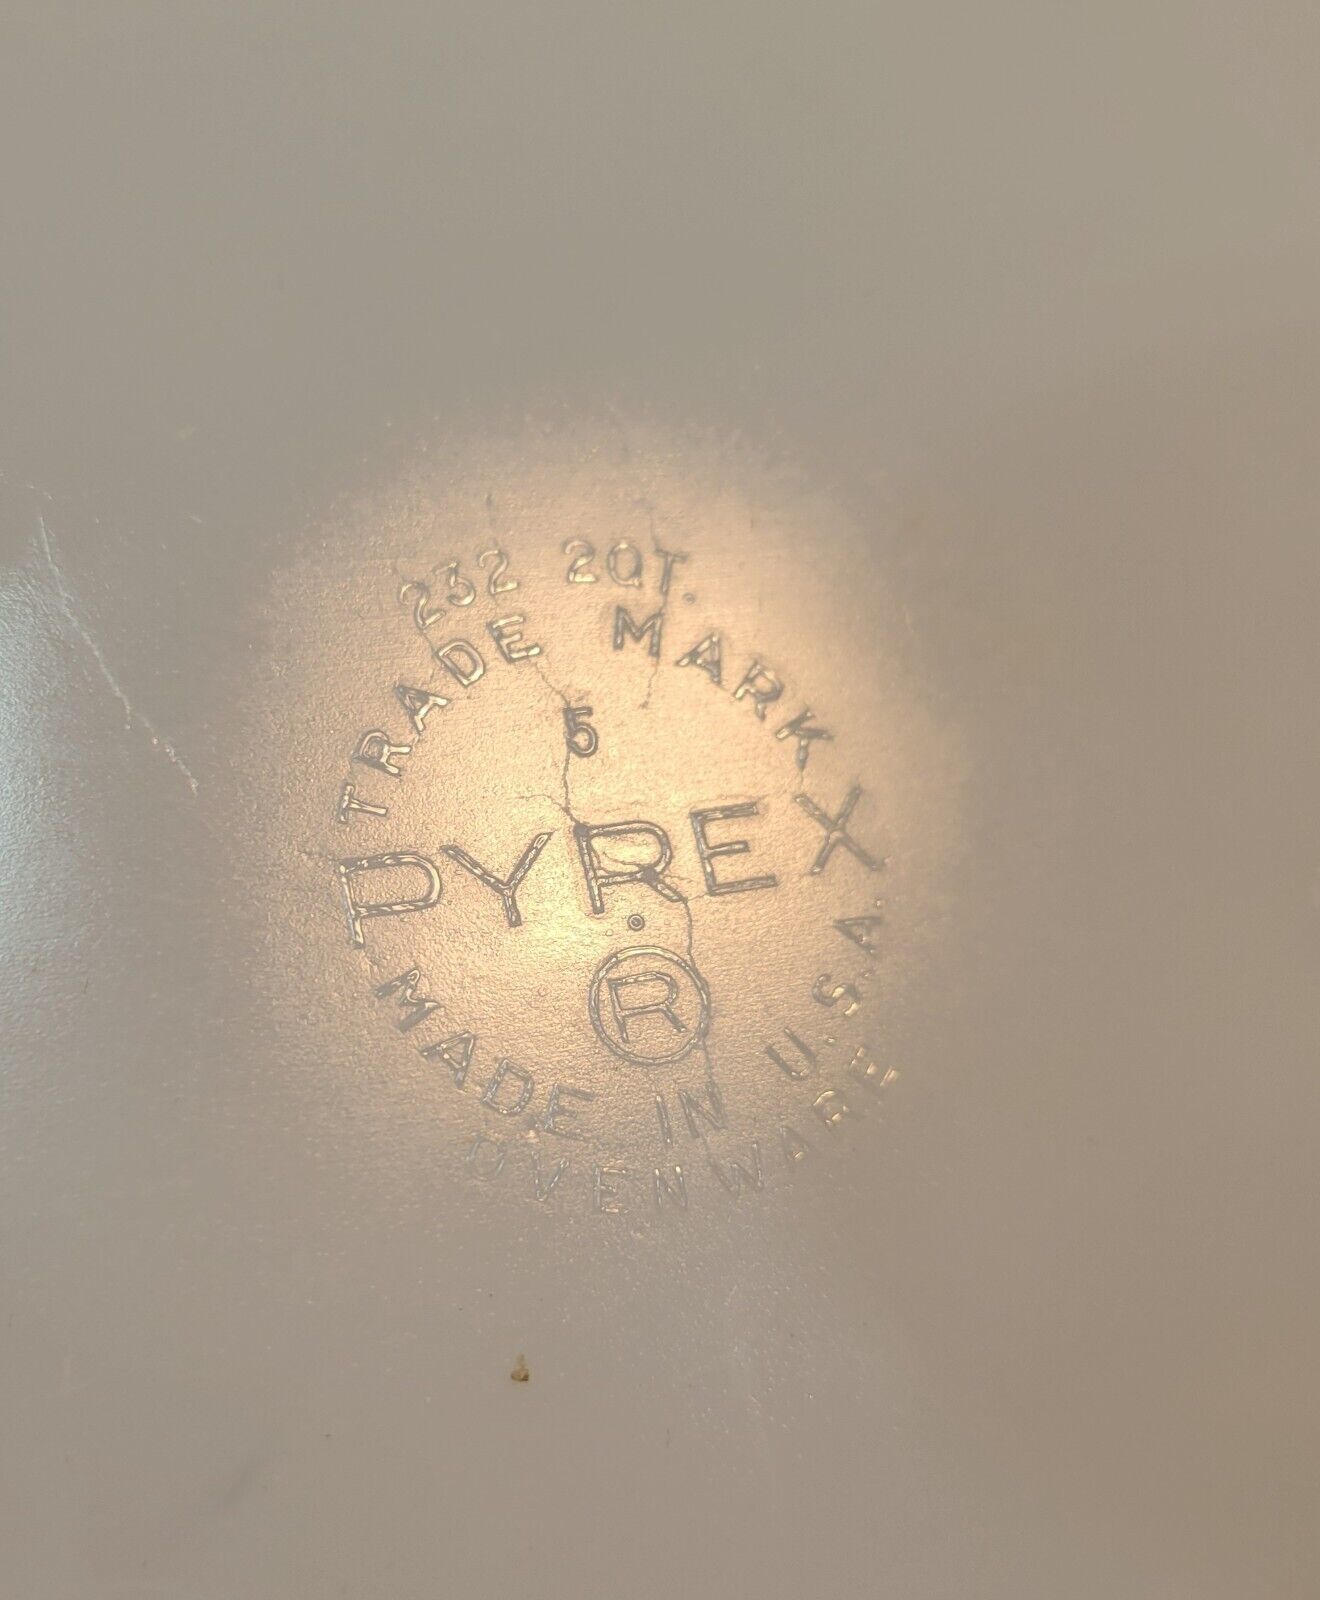 232 2QT.
TRADE MARK
5
PYREX
®
MADE IN U.S.A.
OVENWARE